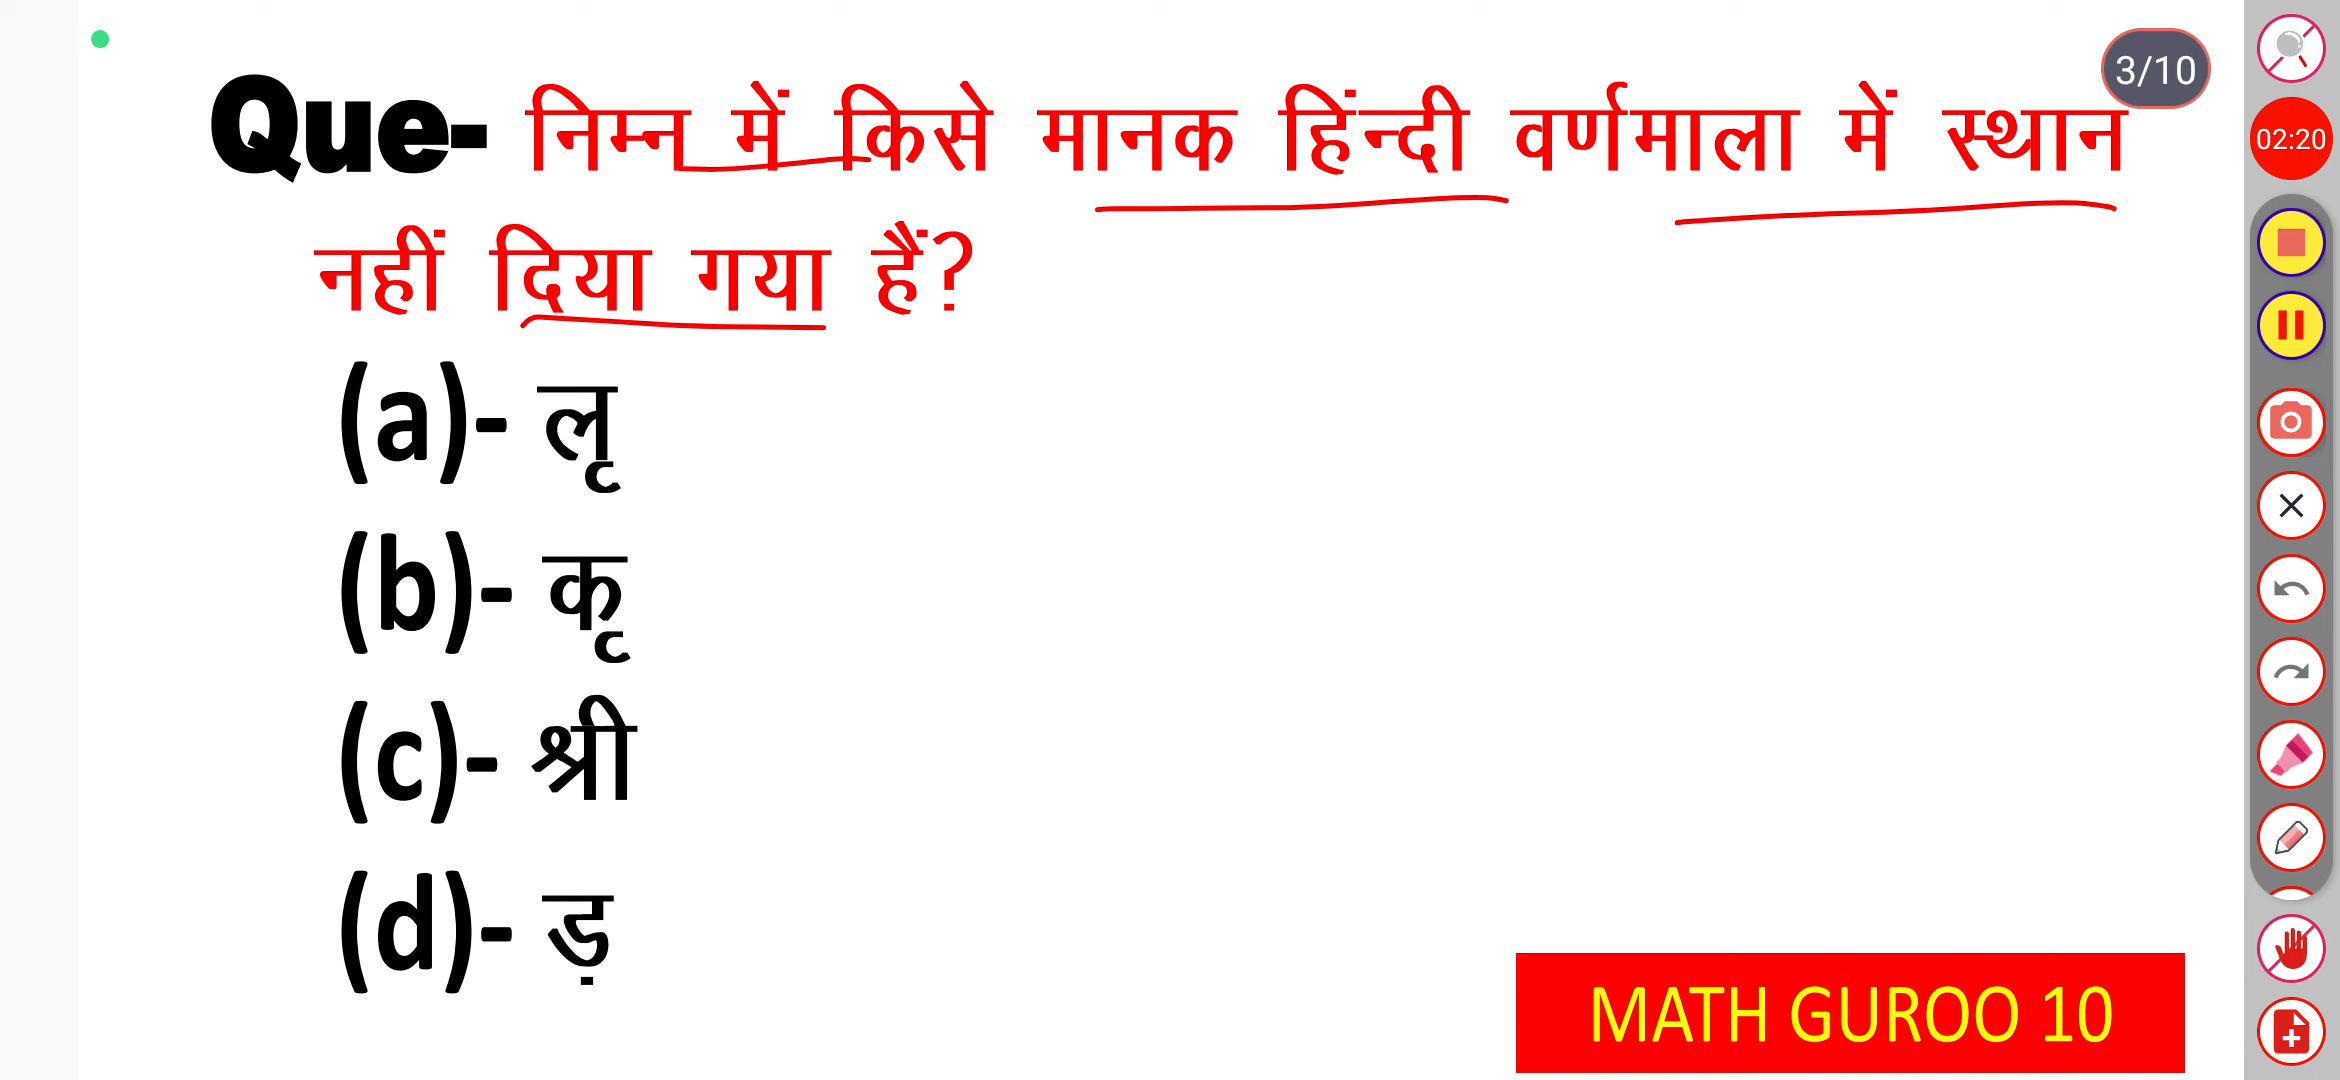 Que- निम्न में किसे मानक हिंन्दी वर्णमाला में स्थान
नहीं दिया गया हैं?
(a)- लृ
(b)- कृ
(c)- श्री
(d)- ड़
3/10
02:20
MATH GUROO 10